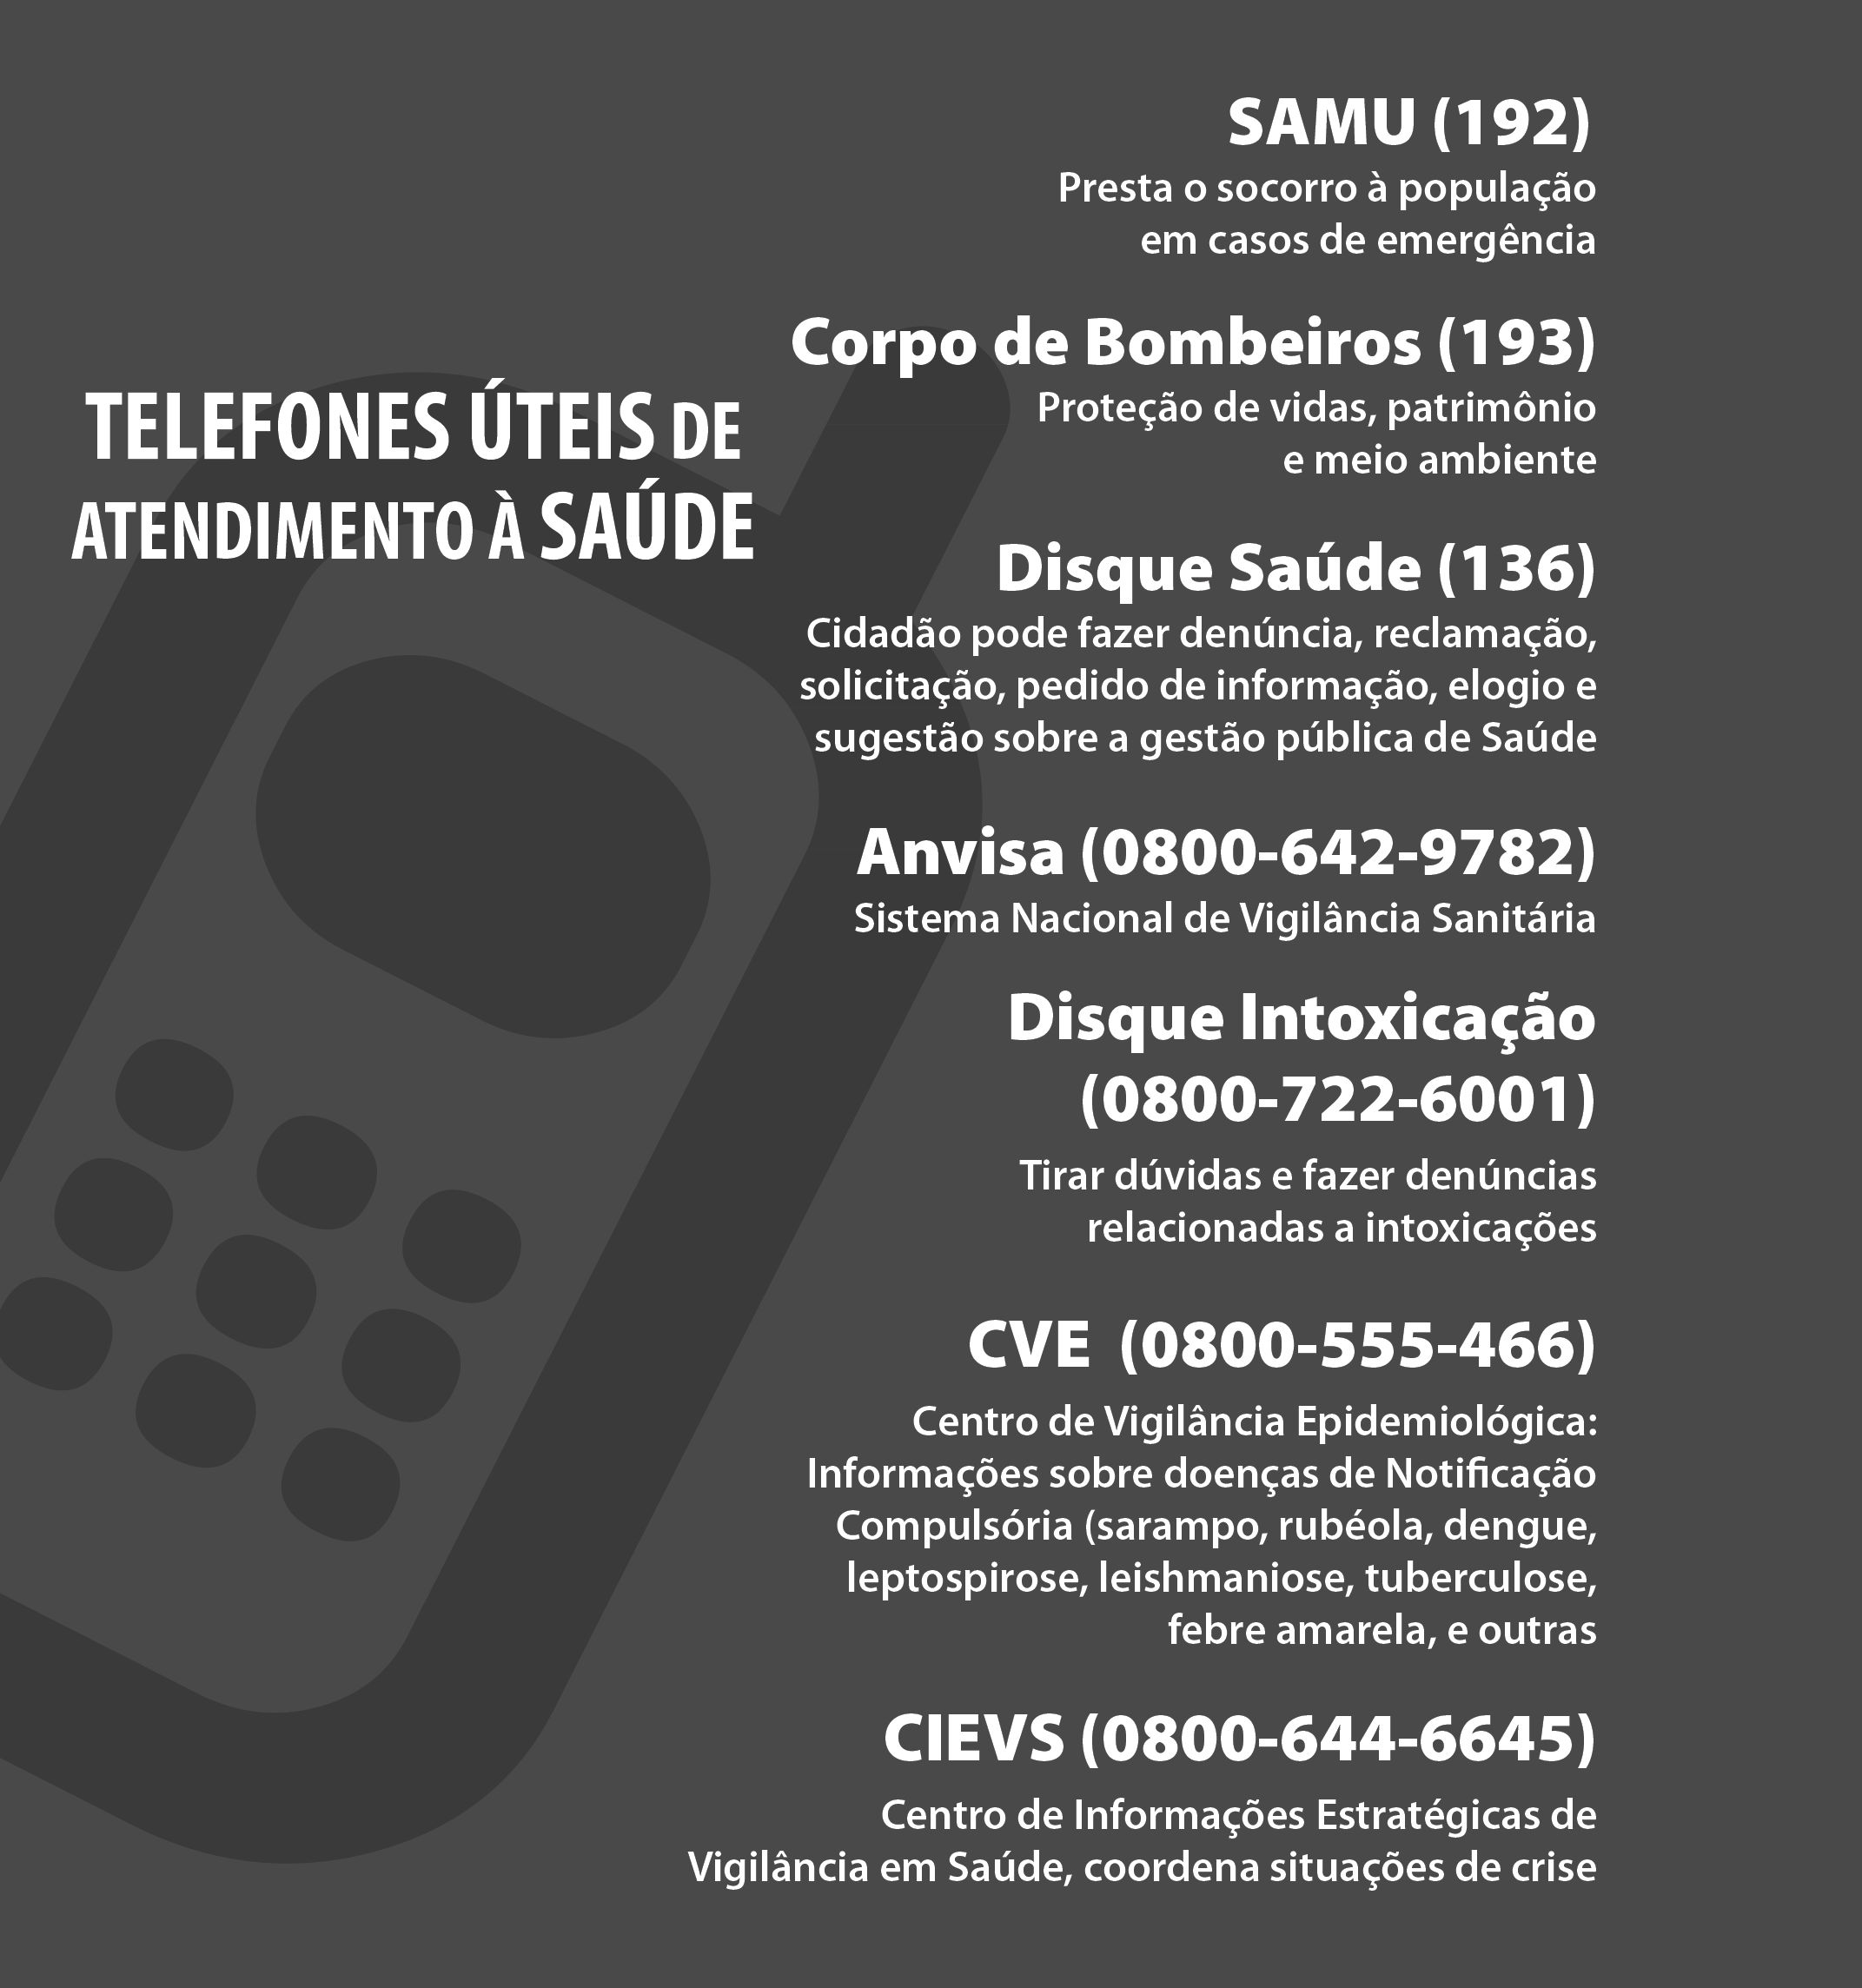 TELEFONES ÚTEIS DE
ATENDIMENTO À SAÚDE
SAMU (192)
Presta o socorro à população
em casos de emergência
Corpo de Bombeiros (193)
Proteção de vidas, patrimônio
e meio ambiente
Disque Saúde (136)
Cidadão pode fazer denúncia, reclamação,
solicitação, pedido de informação, elogio e
sugestão sobre a gestão pública de Saúde
Anvisa (0800-642-9782)
Sistema Nacional de Vigilância Sanitária
Disque Intoxicação
(0800-722-6001)
Tirar dúvidas e fazer denúncias
relacionadas a intoxicações
CVE (0800-555-466)
Centro de Vigilância Epidemiológica:
Informações sobre doenças de Notificação
Compulsória (sarampo, rubéola, dengue,
leptospirose, leishmaniose, tuberculose,
febre amarela, e outras
CIEVS (0800-644-6645)
Centro de Informações Estratégicas de
Vigilância em Saúde, coordena situações de crise